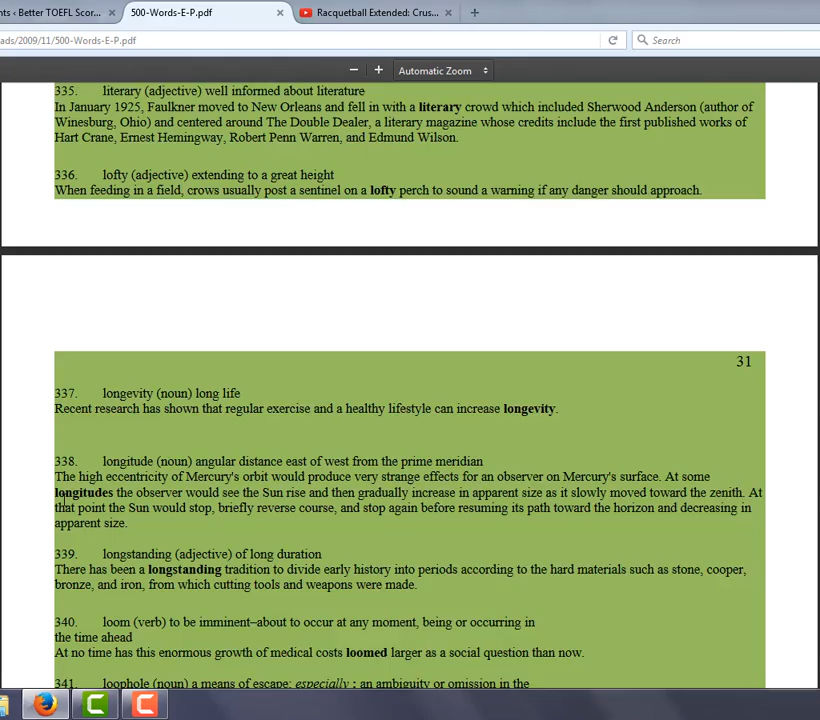 nts ‹ Better TOEFL Scor... × 500-Words-E-P.pdf × Racquetball Extended: Crus... × +
ads/2009/11/500-Words-E-P.pdf Search
− + Automatic Zoom
335. literary (adjective) well informed about literature
In January 1925, Faulkner moved to New Orleans and fell in with a literary crowd which included Sherwood Anderson (author of
Winesburg, Ohio) and centered around The Double Dealer, a literary magazine whose credits include the first published works of
Hart Crane, Ernest Hemingway, Robert Penn Warren, and Edmund Wilson.
336. lofty (adjective) extending to a great height
When feeding in a field, crows usually post a sentinel on a lofty perch to sound a warning if any danger should approach.
31
337. longevity (noun) long life
Recent research has shown that regular exercise and a healthy lifestyle can increase longevity.
338. longitude (noun) angular distance east of west from the prime meridian
The high eccentricity of Mercury's orbit would produce very strange effects for an observer on Mercury's surface. At some
longitudes the observer would see the Sun rise and then gradually increase in apparent size as it slowly moved toward the zenith. At
that point the Sun would stop, briefly reverse course, and stop again before resuming its path toward the horizon and decreasing in
apparent size.
339. longstanding (adjective) of long duration
There has been a longstanding tradition to divide early history into periods according to the hard materials such as stone, cooper,
bronze, and iron, from which cutting tools and weapons were made.
340. loom (verb) to be imminent–about to occur at any moment, being or occurring in
the time ahead
At no time has this enormous growth of medical costs loomed larger as a social question than now.
341. loophole (noun) a means of escape; especially : an ambiguity or omission in the